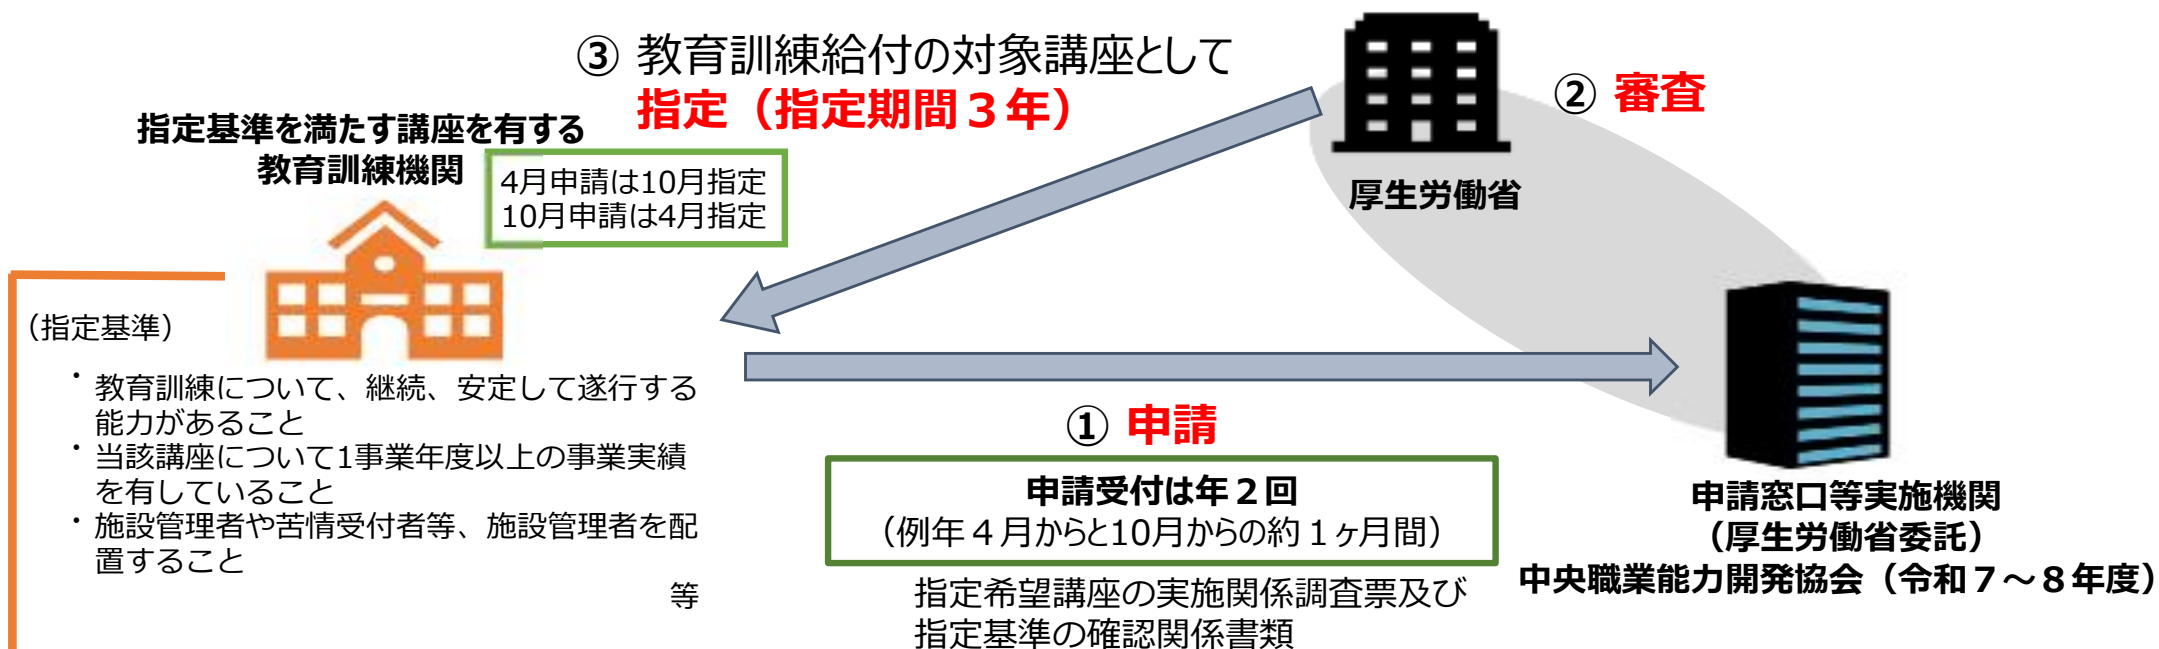 ③ 教育訓練給付の対象講座として
指定（指定期間３年）
② 審査
指定基準を満たす講座を有する
教育訓練機関
4月申請は10月指定
10月申請は4月指定
厚生労働省
（指定基準）
・教育訓練について、継続、安定して遂行する
能力があること
・当該講座について1事業年度以上の事業実績
を有していること
・施設管理者や苦情受付者等、施設管理者を配
置すること
等
① 申請
申請受付は年２回
（例年４月からと10月からの約１ヶ月間）
指定希望講座の実施関係調査票及び
指定基準の確認関係書類
申請窓口等実施機関
（厚生労働省委託）
中央職業能力開発協会（令和７～８年度）